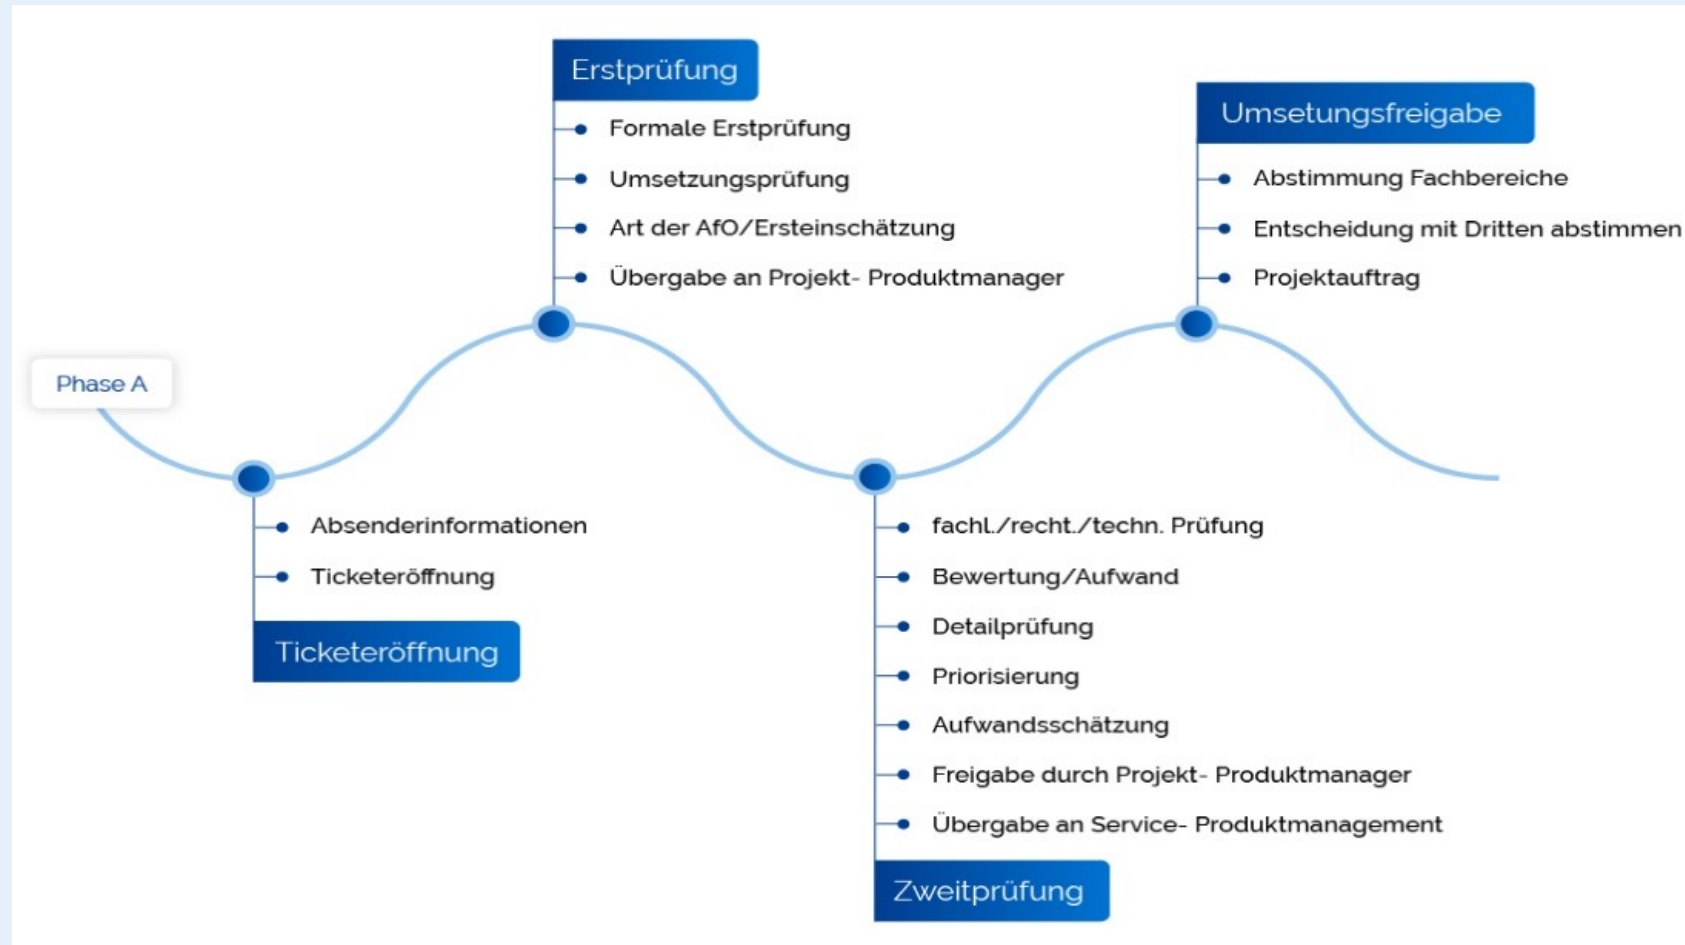 Phase A
Absenderinformationen
Ticketeröffnung
Ticketeröffnung
Erstprüfung
Formale Erstprüfung
Umsetzungsprüfung
Art der AfO/Ersteinschätzung
Übergabe an Projekt- Produktmanager
fachl./recht./techn. Prüfung
Bewertung/Aufwand
Detailprüfung
Priorisierung
Aufwandsschätzung
Freigabe durch Projekt- Produktmanager
Übergabe an Service- Produktmanagement
Zweitprüfung
Umsetungsfreigabe
Abstimmung Fachbereiche
Entscheidung mit Dritten abstimmen
Projektauftrag